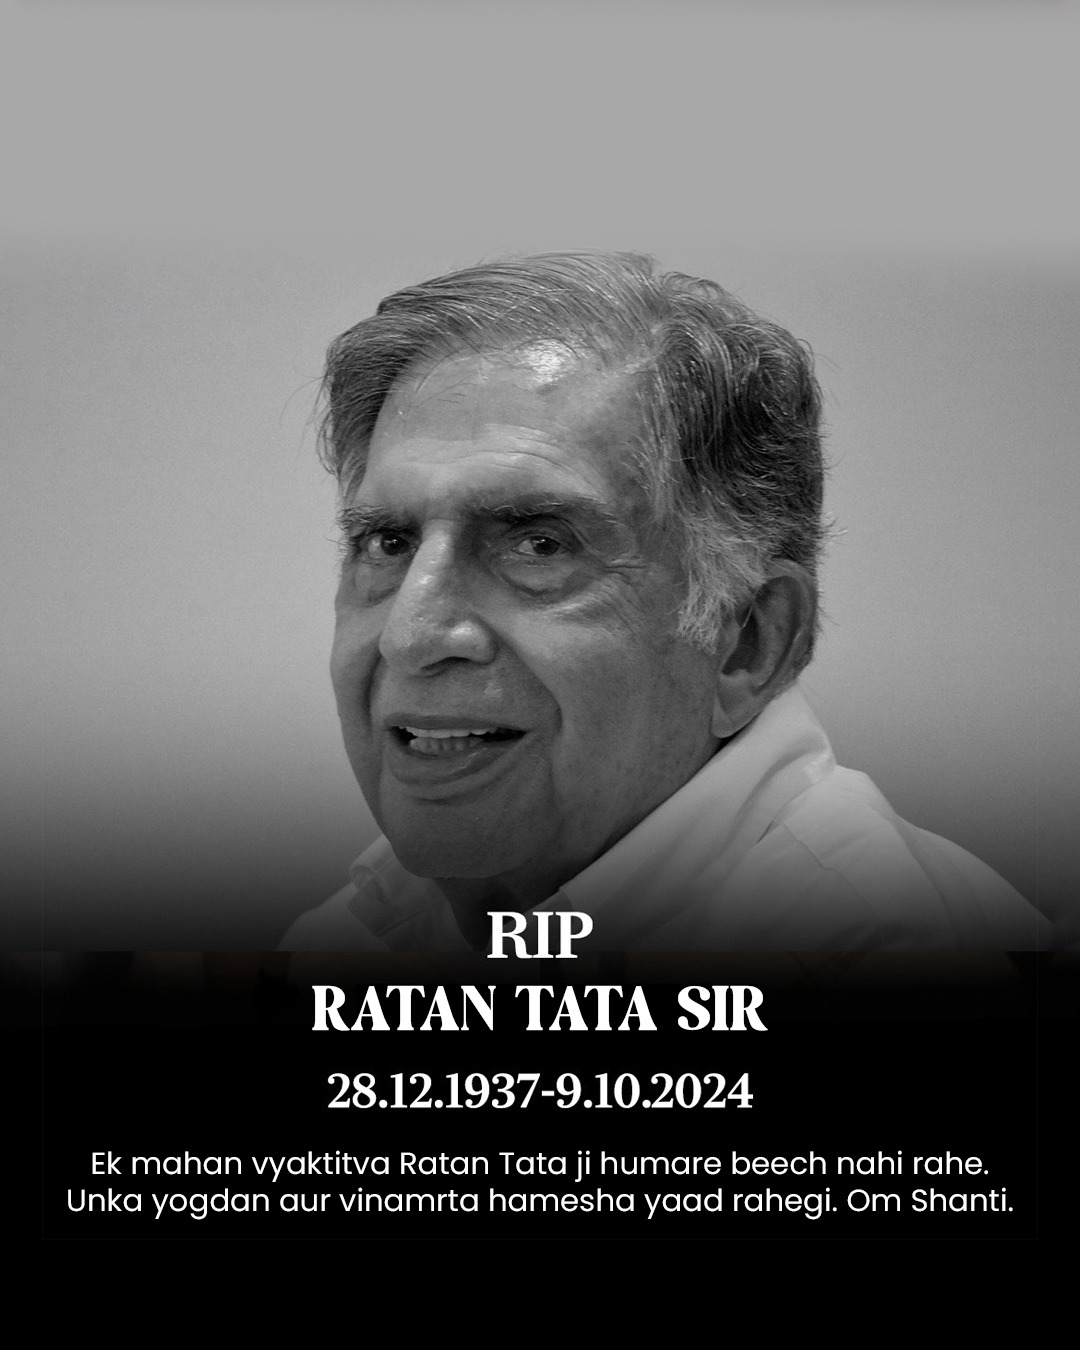 RIP
RATAN TATA SIR
28.12.1937-9.10.2024
Ek mahan vyaktitva Ratan Tata ji humare beech nahi rahe.
Unka yogdan aur vinamrta hamesha yaad rahegi. Om Shanti.